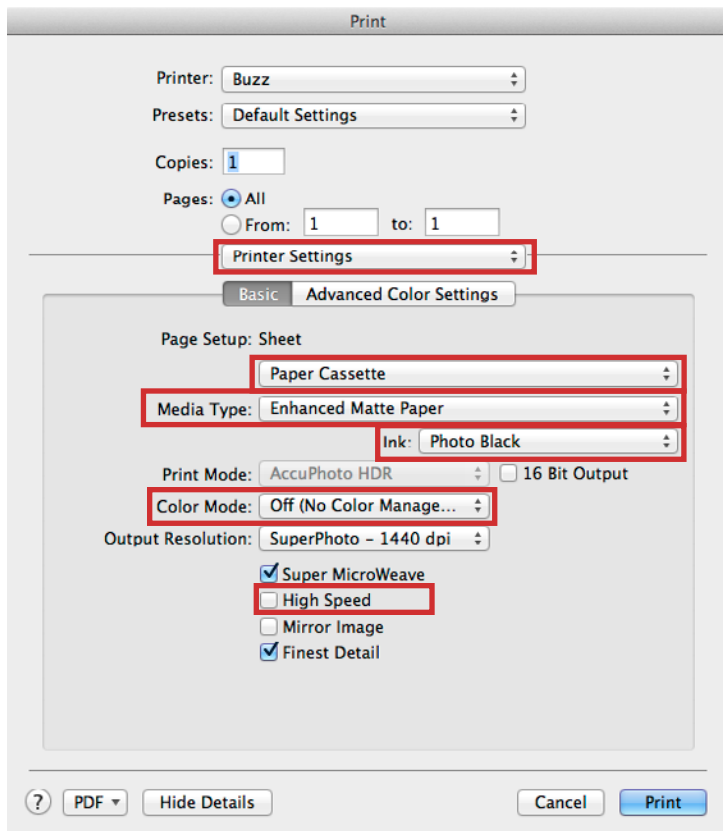 Print
Printer: Buzz
Presets: Default Settings
Copies: 1
Pages: All
From: 1 to: 1
Printer Settings
Basic Advanced Color Settings
Page Setup: Sheet
Paper Cassette
Media Type: Enhanced Matte Paper
Ink: Photo Black
Print Mode: AccuPhoto HDR 16 Bit Output
Color Mode: Off (No Color Manage...
Output Resolution: SuperPhoto – 1440 dpi
Super MicroWeave
High Speed
Mirror Image
Finest Detail
? PDF Hide Details Cancel Print